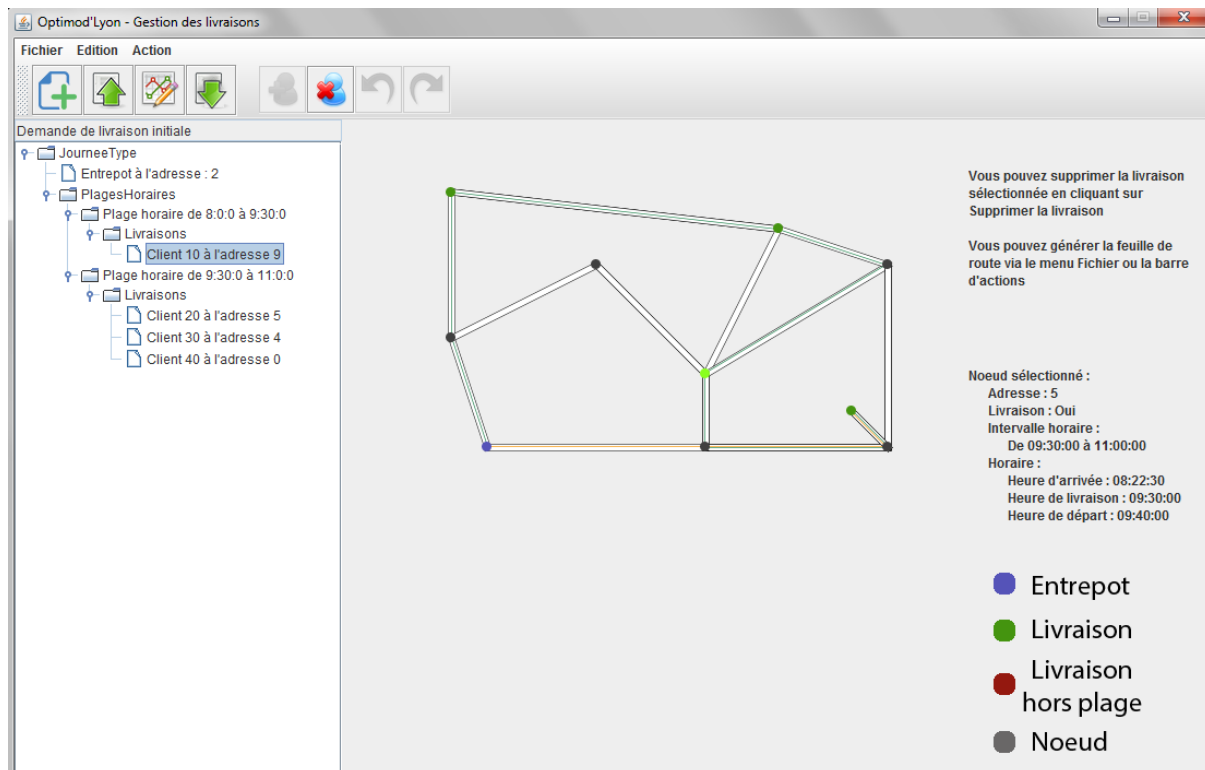 Optimod'Lyon - Gestion des livraisons
Fichier Edition Action
Demande de livraison initiale
JourneeType
Entrepot à l'adresse : 2
PlagesHoraires
Plage horaire de 8:0:0 à 9:30:0
Livraisons
Client 10 à l'adresse 9
Plage horaire de 9:30:0 à 11:0:0
Livraisons
Client 20 à l'adresse 5
Client 30 à l'adresse 4
Client 40 à l'adresse 0
Vous pouvez supprimer la livraison
sélectionnée en cliquant sur
Supprimer la livraison
Vous pouvez générer la feuille de
route via le menu Fichier ou la barre
d'actions
Noeud sélectionné :
Adresse : 5
Livraison : Oui
Intervalle horaire :
De 09:30:00 à 11:00:00
Horaire :
Heure d'arrivée : 08:22:30
Heure de livraison : 09:30:00
Heure de départ : 09:40:00
Entrepot
Livraison
Livraison
hors plage
Noeud